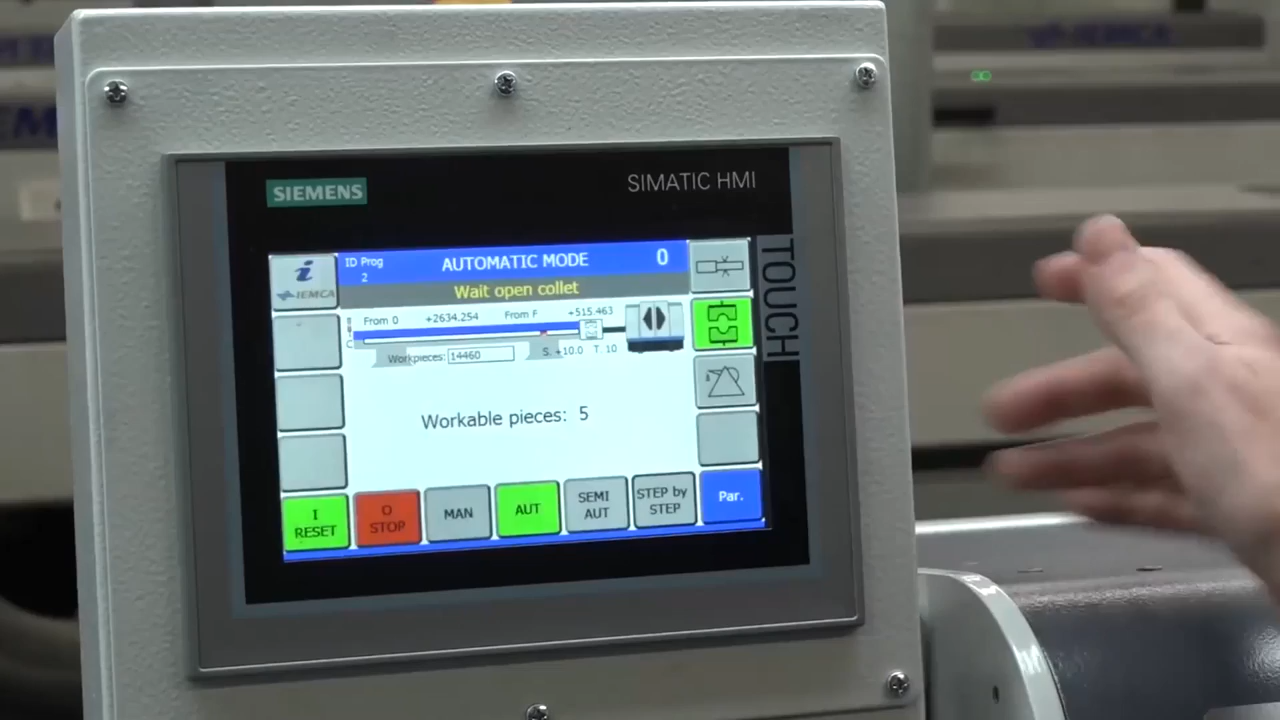 IEMCA
SIEMENS
SIMATIC HMI
TOUCH
i
IEMCA
ID Prog
2
AUTOMATIC MODE
0
Wait open collet
From 0
+2634.254
From F
+515.463
Workpieces: 14460
S. +10.0
T. 10
Workable pieces: 5
I
RESET
O
STOP
MAN
AUT
SEMI
AUT
STEP by
STEP
Par.